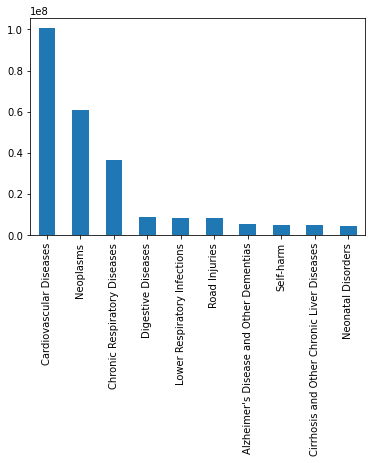 1e8
1.0
0.8
0.6
0.4
0.2
0.0
Cardiovascular Diseases
Neoplasms
Chronic Respiratory Diseases
Digestive Diseases
Lower Respiratory Infections
Road Injuries
Alzheimer's Disease and Other Dementias
Self-harm
Cirrhosis and Other Chronic Liver Diseases
Neonatal Disorders